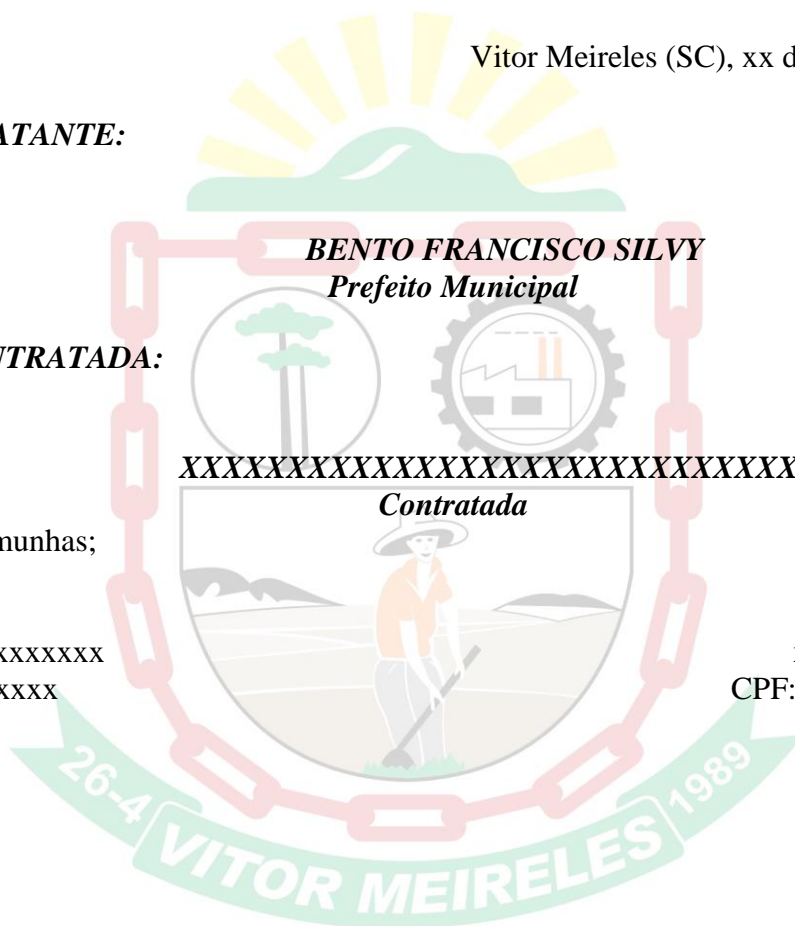 Vitor Meireles (SC), xx d
ATANTE:
BENTO FRANCISCO SILVY
Prefeito Municipal
NTRATADA:
XXXXXXXXXXXXXXXXXXXXXXXXXXXXX
Contratada
munhas;
xxxxxxx
xxxx
CPF:
26-4 VITOR MEIRELES 1989